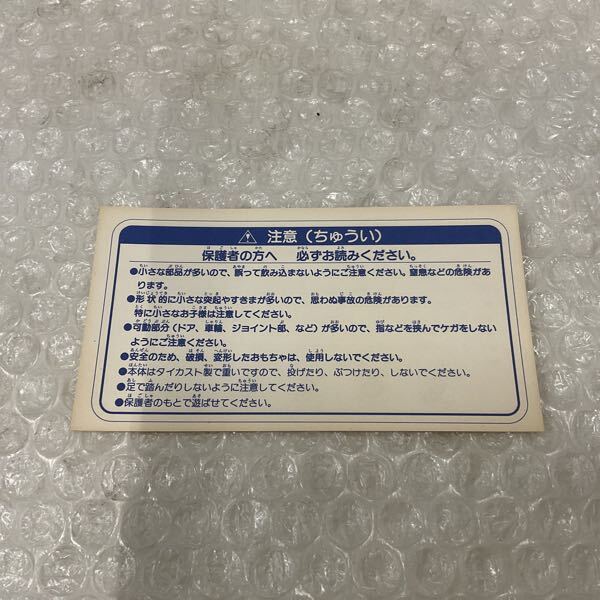 ⚠ 注意（ちゅうい）
保護者の方へ 必ずお読みください。
●小さな部品が多いので、誤って飲み込まないようにご注意ください。窒息などの危険があ
ります。
●形状的に小さな突起やすきまが多いので、思わぬ事故の危険があります。
特に小さなお子様は注意してください。
●可動部分（ドア、車輪、ジョイント部、など）が多いので、指などを挟んでケガをしない
ようにご注意ください。
●安全のため、破損、変形したおもちゃは、使用しないでください。
●本体はダイカスト製で重いですので、投げたり、ぶつけたり、しないでください。
●足で踏んだりしないように注意してください。
●保護者のもとで遊ばせてください。